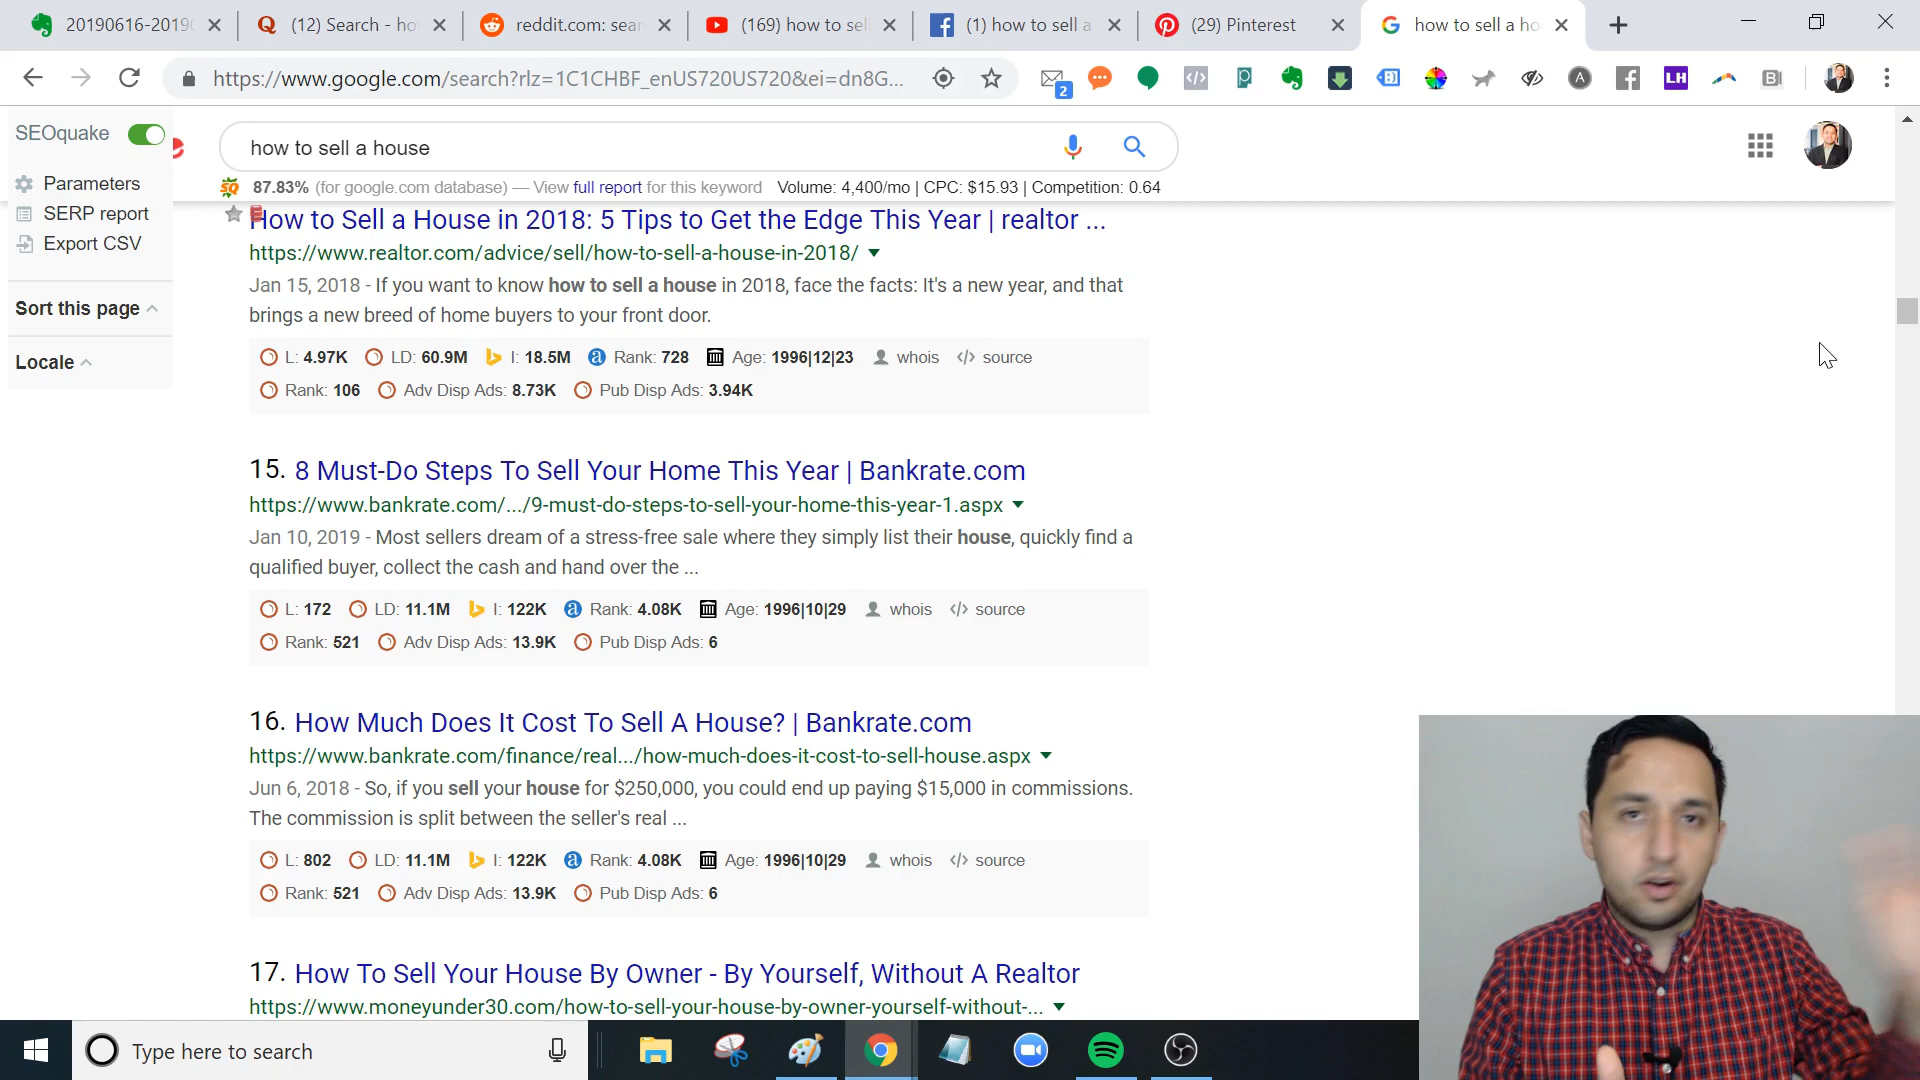 20190616-2019
(12) Search - ho
reddit.com: sear
(169) how to sel
(1) how to sell a
(29) Pinterest
how to sell a ho
https://www.google.com/search?rlz=1C1CHBF_enUS720US720&ei=dn8G...
2
LH
SEOquake
Parameters
SERP report
Export CSV
Sort this page
Locale
how to sell a house
87.83% (for google.com database) — View full report for this keyword Volume: 4,400/mo | CPC: $15.93 | Competition: 0.64
How to Sell a House in 2018: 5 Tips to Get the Edge This Year | realtor ...
https://www.realtor.com/advice/sell/how-to-sell-a-house-in-2018/
Jan 15, 2018 - If you want to know how to sell a house in 2018, face the facts: It's a new year, and that
brings a new breed of home buyers to your front door.
L: 4.97K LD: 60.9M I: 18.5M Rank: 728 Age: 1996|12|23 whois source
Rank: 106 Adv Disp Ads: 8.73K Pub Disp Ads: 3.94K
15. 8 Must-Do Steps To Sell Your Home This Year | Bankrate.com
https://www.bankrate.com/.../9-must-do-steps-to-sell-your-home-this-year-1.aspx
Jan 10, 2019 - Most sellers dream of a stress-free sale where they simply list their house, quickly find a
qualified buyer, collect the cash and hand over the ...
L: 172 LD: 11.1M I: 122K Rank: 4.08K Age: 1996|10|29 whois source
Rank: 521 Adv Disp Ads: 13.9K Pub Disp Ads: 6
16. How Much Does It Cost To Sell A House? | Bankrate.com
https://www.bankrate.com/finance/real.../how-much-does-it-cost-to-sell-house.aspx
Jun 6, 2018 - So, if you sell your house for $250,000, you could end up paying $15,000 in commissions.
The commission is split between the seller's real ...
L: 802 LD: 11.1M I: 122K Rank: 4.08K Age: 1996|10|29 whois source
Rank: 521 Adv Disp Ads: 13.9K Pub Disp Ads: 6
17. How To Sell Your House By Owner - By Yourself, Without A Realtor
https://www.moneyunder30.com/how-to-sell-your-house-by-owner-yourself-without-...
Type here to search